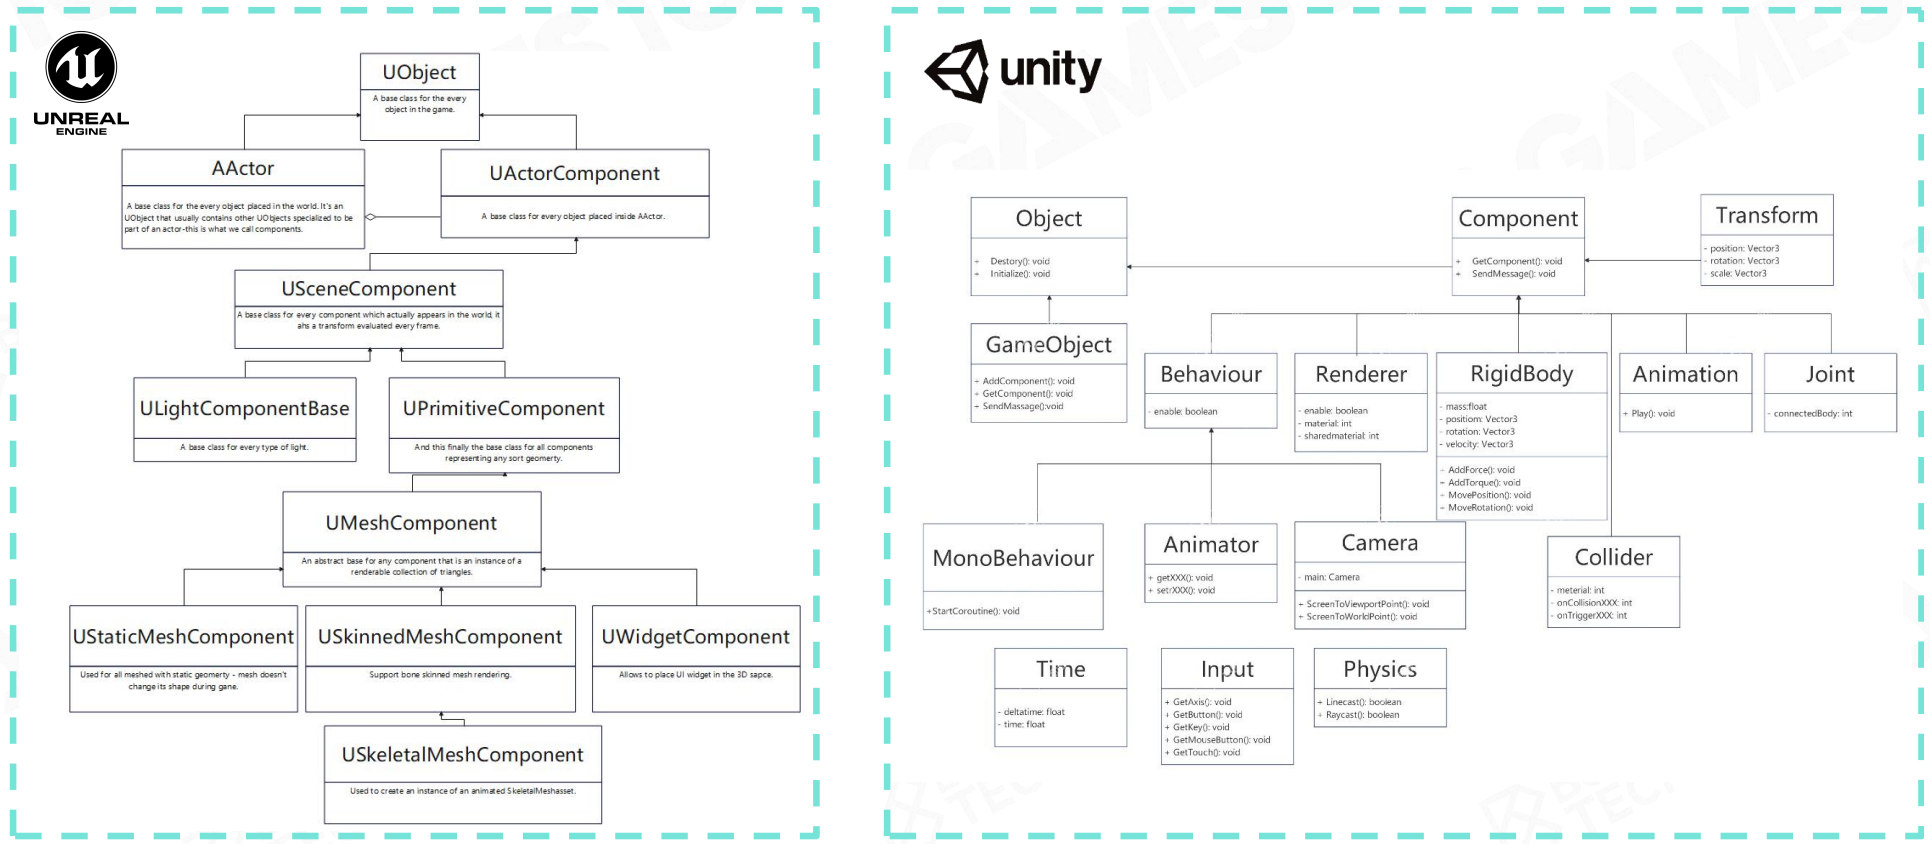 UNREAL
ENGINE
UObject
A base class for the every
object in the game.
AActor
A base class for the every object placed in the world. It's an
UObject that usually contains other UObjects specialized to be
part of an actor-this is what we call components.
UActorComponent
A base class for every object placed inside AActor.
USceneComponent
A base class for every component which actually appears in the world, it
ahs a transform evaluated every frame.
ULightComponentBase
A base class for every type of light.
UPrimitiveComponent
And this finally the base class for all components
representing any sort geomerty.
UMeshComponent
An abstract base for any component that is an instance of a
renderable collection of triangles.
UStaticMeshComponent
Used for all meshed with static geomerty - mesh doesn't
change its shape during gane.
USkinnedMeshComponent
Support bone skinned mesh rendering.
UWidgetComponent
Allows to place UI widget in the 3D sapce.
USkeletalMeshComponent
Used to create an instance of an animated SkeletalMeshasset.
unity
Object
+ Destory(): void
+ Initialize(): void
Component
+ GetComponent(): void
+ SendMessage(): void
Transform
- position: Vector3
- rotation: Vector3
- scale: Vector3
GameObject
+ AddComponent(): void
+ GetComponent(): void
+ SendMassage():void
Behaviour
- enable: boolean
Renderer
- enable: boolean
- material: int
- sharedmaterial: int
RigidBody
- mass:float
- positiom: Vector3
- rotation: Vector3
- velocity: Vector3
+ AddForce(): void
+ AddTorque(): void
+ MovePosition(): void
+ MoveRotation(): void
Animation
+ Play(): void
Joint
- connectedBody: int
MonoBehaviour
+StartCoroutine(): void
Animator
+ getXXX(): void
+ setrXXX(): void
Camera
- main: Camera
+ ScreenToViewportPoint(): void
+ ScreenToWorldPoint(): void
Collider
- meterial: int
- onCollisionXXX: int
- onTriggerXXX: int
Time
- deltatime: float
- time: float
Input
+ GetAxis(): void
+ GetButton(): void
+ GetKey(): void
+ GetMouseButton(): void
+ GetTouch(): void
Physics
+ Linecast(): boolean
+ Raycast(): boolean